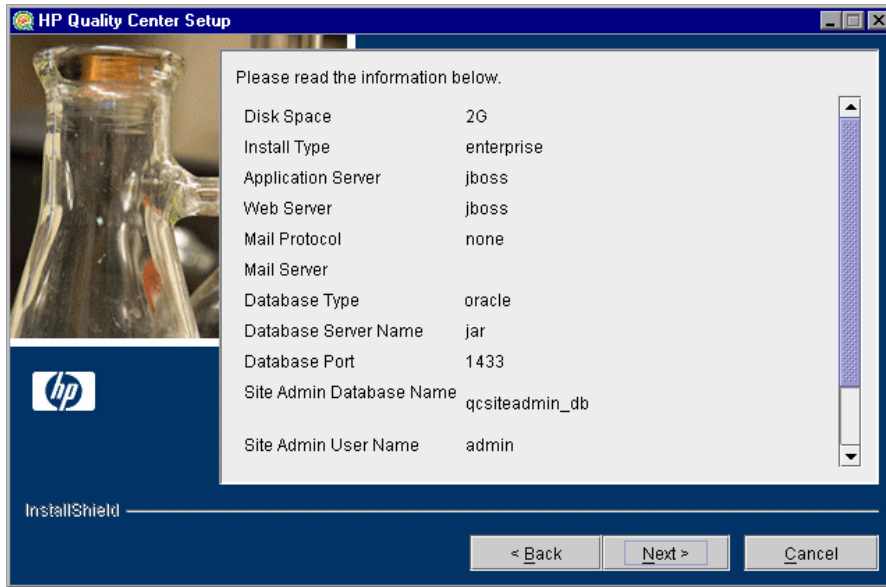 HP Quality Center Setup
Please read the information below.
Disk Space 2G
Install Type enterprise
Application Server jboss
Web Server jboss
Mail Protocol none
Mail Server
Database Type oracle
Database Server Name jar
Database Port 1433
Site Admin Database Name qcsiteadmin_db
Site Admin User Name admin
hp
InstallShield
< Back Next > Cancel